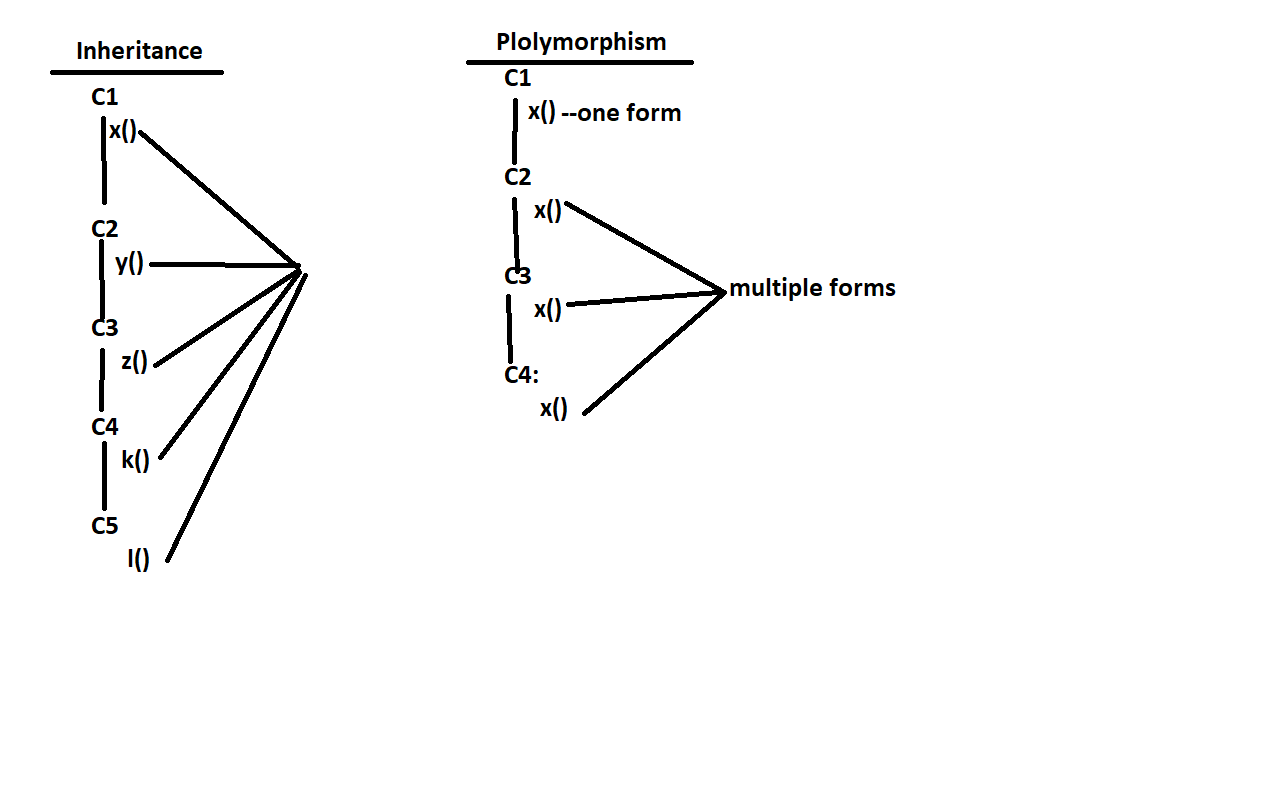 Inheritance
C1
x()
C2
y()
C3
z()
C4
k()
C5
l()
Plolymorphism
C1
x() --one form
C2
x()
C3
x()
multiple forms
C4:
x()